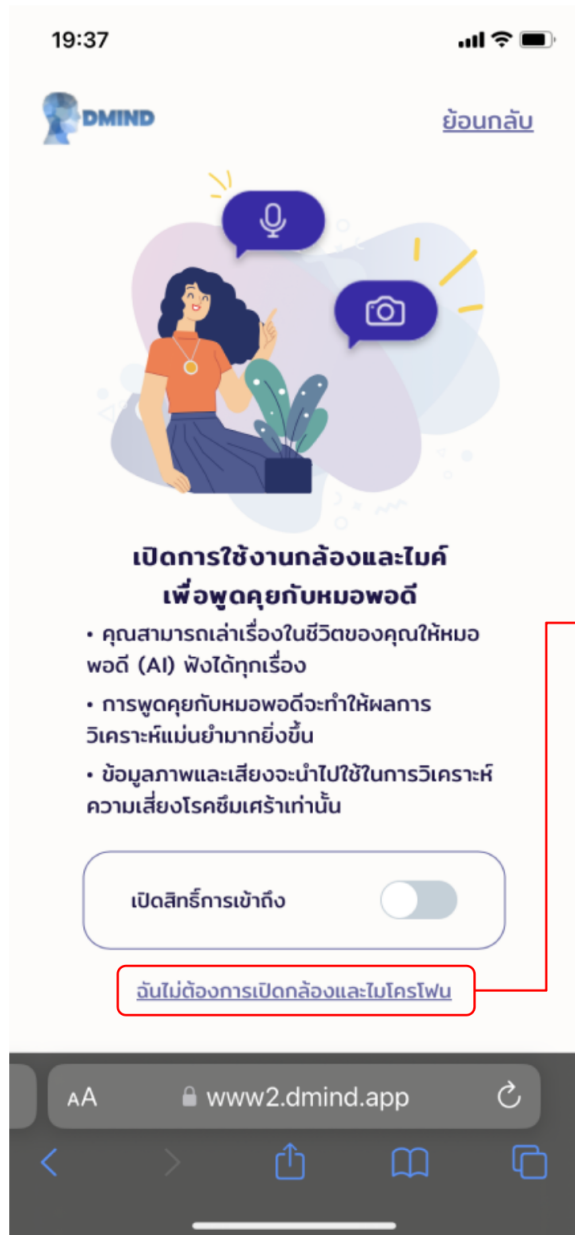 19:37
DMIND
ย้อนกลับ
เปิดการใช้งานกล้องและไมค์
เพื่อพูดคุยกับหมอพอดี
• คุณสามารถเล่าเรื่องในชีวิตของคุณให้หมอ
พอดี (AI) ฟังได้ทุกเรื่อง
• การพูดคุยกับหมอพอดีจะทำให้ผลการ
วิเคราะห์แม่นยำมากยิ่งขึ้น
• ข้อมูลภาพและเสียงจะนำไปใช้ในการวิเคราะห์
ความเสี่ยงโรคซึมเศร้าเท่านั้น
เปิดสิทธิ์การเข้าถึง
ฉันไม่ต้องการเปิดกล้องและไมโครโฟน
AA www2.dmind.app